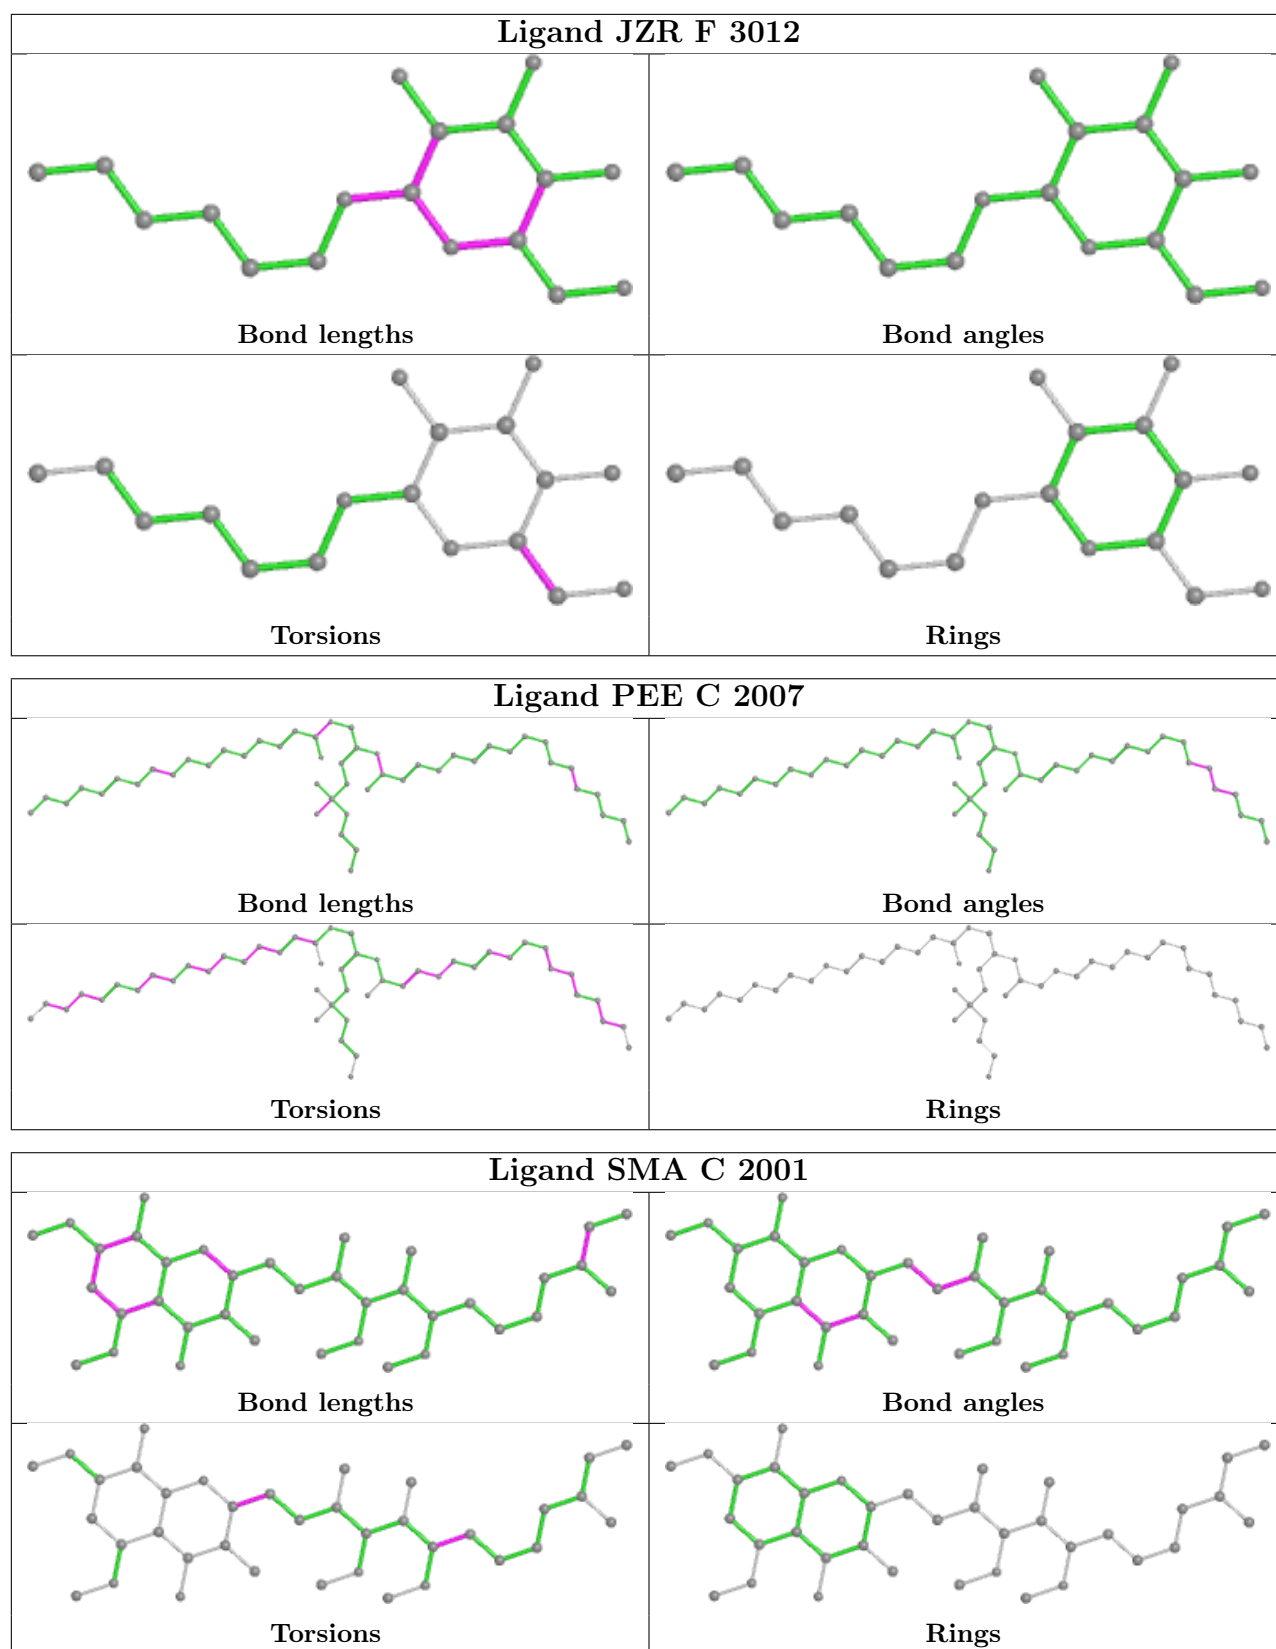 Ligand JZR F 3012
Bond lengths
Bond angles
Torsions
Rings
Ligand PEE C 2007
Bond lengths
Bond angles
Torsions
Rings
Ligand SMA C 2001
Bond lengths
Bond angles
Torsions
Rings